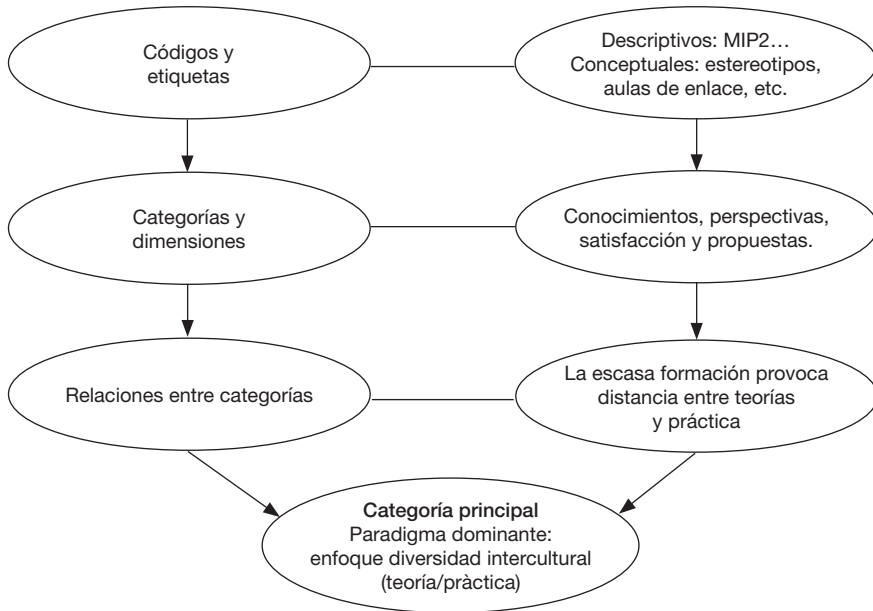 Códigos y
etiquetas
Descriptivos: MIP2…
Conceptuales: estereotipos,
aulas de enlace, etc.
Categorías y
dimensiones
Conocimientos, perspectivas,
satisfacción y propuestas.
Relaciones entre categorías
La escasa formación provoca
distancia entre teorías
y práctica
Categoría principal
Paradigma dominante:
enfoque diversidad intercultural
(teoría/pràctica)